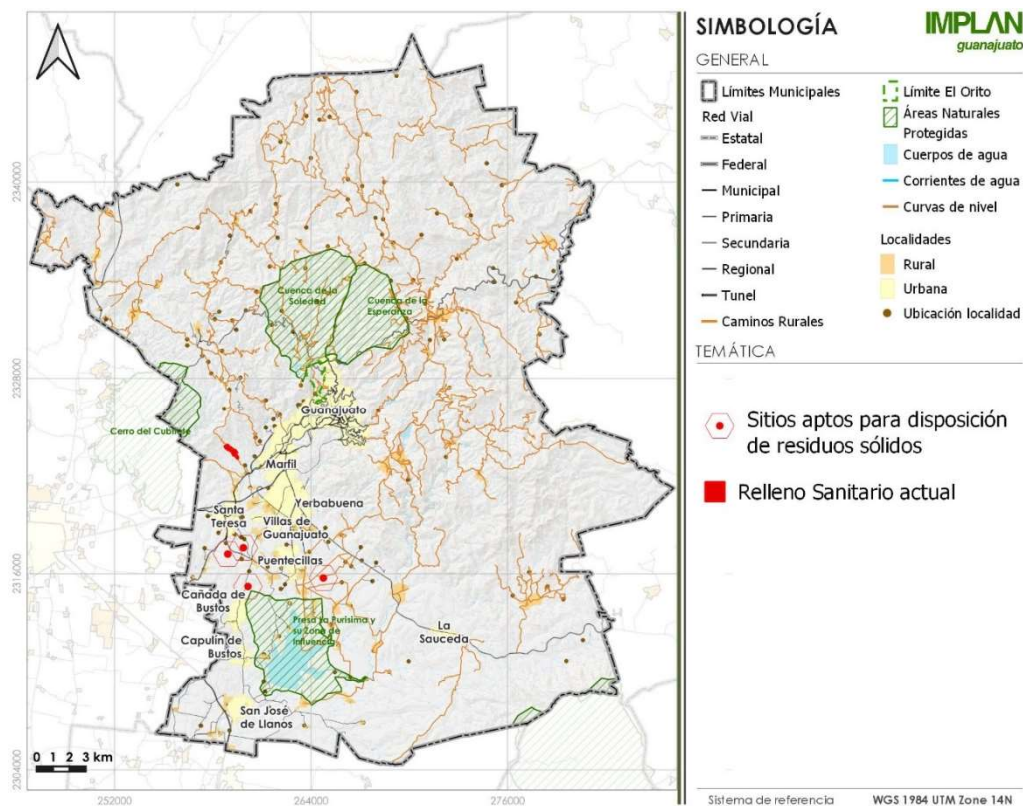 SIMBOLOGÍA
IMPLAN
guanajuato
GENERAL
Límites Municipales
Red Vial
Estatal
Federal
Municipal
Primaria
Secundaria
Regional
Tunel
Caminos Rurales
Límite El Orito
Áreas Naturales
Protegidas
Cuerpos de agua
Corrientes de agua
Curvas de nivel
Localidades
Rural
Urbana
Ubicación localidad
TEMÁTICA
Sitios aptos para disposición
de residuos sólidos
Relleno Sanitario actual
Sistema de referencia
WGS 1984 UTM Zone 14N
2340000
2328000
2316000
2304000
252000
264000
276000
0 1 2 3 km
Cuenca de la
Soledad
Cuenca de la
Esperanza
Cerro del Cubilete
Guanajuato
Marfil
Yerbabuena
Santa
Teresa
Villas de
Guanajuato
Puentecillas
Cañada de
Bustos
Presa La Purísima y
su Zona de
Influencia
Capulín de
Bustos
La
Sauceda
San José
de Llanos